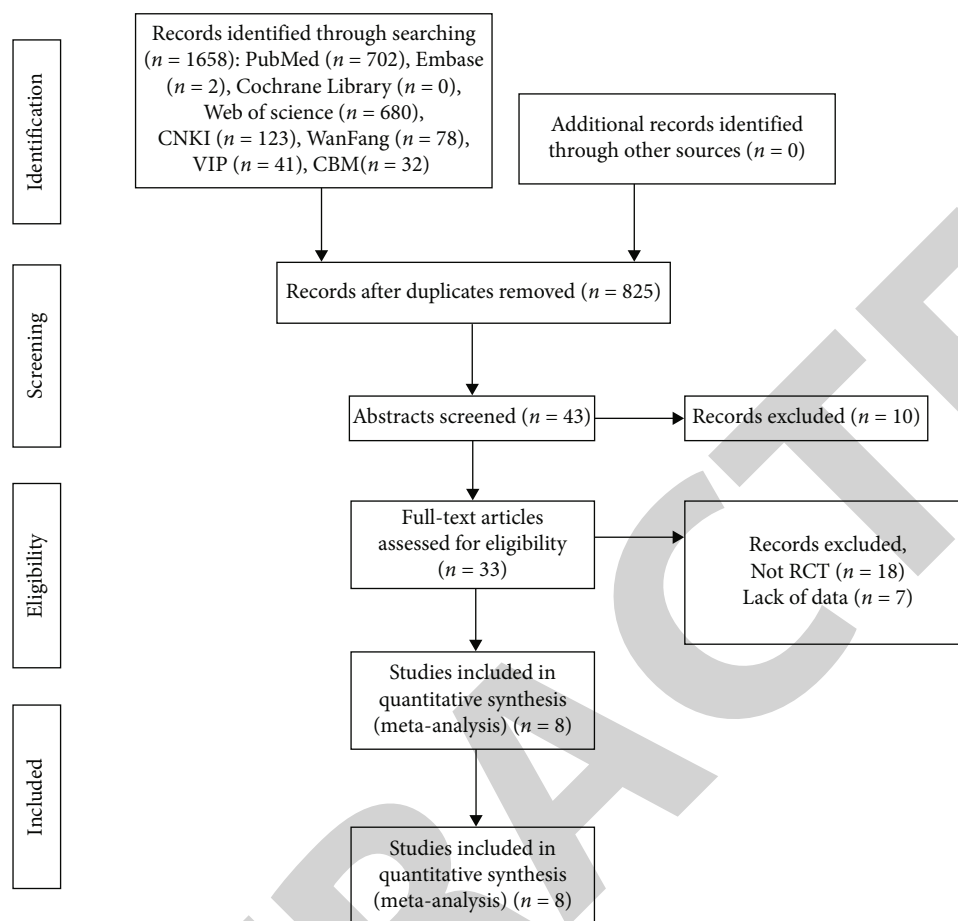 Identification
Records identified through searching
(n = 1658): PubMed (n = 702), Embase
(n = 2), Cochrane Library (n = 0),
Web of science (n = 680),
CNKI (n = 123), WanFang (n = 78),
VIP (n = 41), CBM(n = 32)
Additional records identified
through other sources (n = 0)
Screening
Records after duplicates removed (n = 825)
Abstracts screened (n = 43)
Records excluded (n = 10)
Eligibility
Full-text articles
assessed for eligibility
(n = 33)
Records excluded,
Not RCT (n = 18)
Lack of data (n = 7)
Included
Studies included in
quantitative synthesis
(meta-analysis) (n = 8)
Studies included in
quantitative synthesis
(meta-analysis) (n = 8)